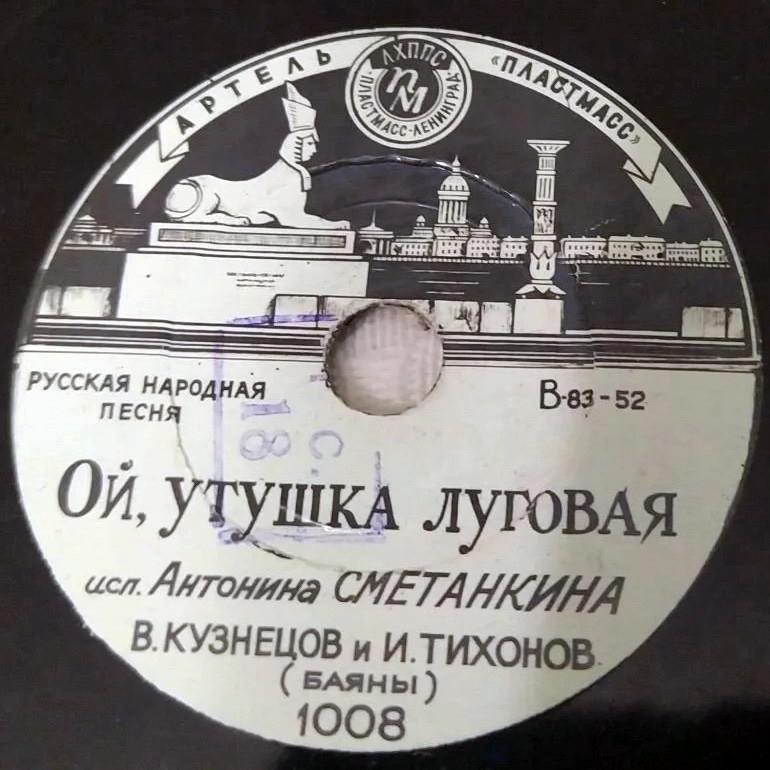 АРТЕЛЬ «ПЛАСТМАСС»
ЛХППС
ПМ
ПЛАСТМАСС-ЛЕНИНГРАД
РУССКАЯ НАРОДНАЯ
ПЕСНЯ
В-83-52
С.
18
ОЙ, УТУШКА ЛУГОВАЯ
исп. Антонина СМЕТАНКИНА
В. КУЗНЕЦОВ и И. ТИХОНОВ
(БАЯНЫ)
1008